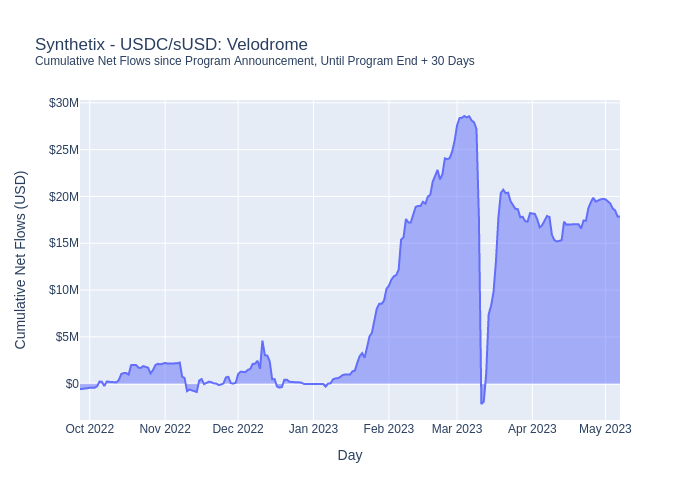 Synthetix - USDC/sUSD: Velodrome
Cumulative Net Flows since Program Announcement, Until Program End + 30 Days
Cumulative Net Flows (USD)
$30M
$25M
$20M
$15M
$10M
$5M
$0
Oct 2022 Nov 2022 Dec 2022 Jan 2023 Feb 2023 Mar 2023 Apr 2023 May 2023
Day